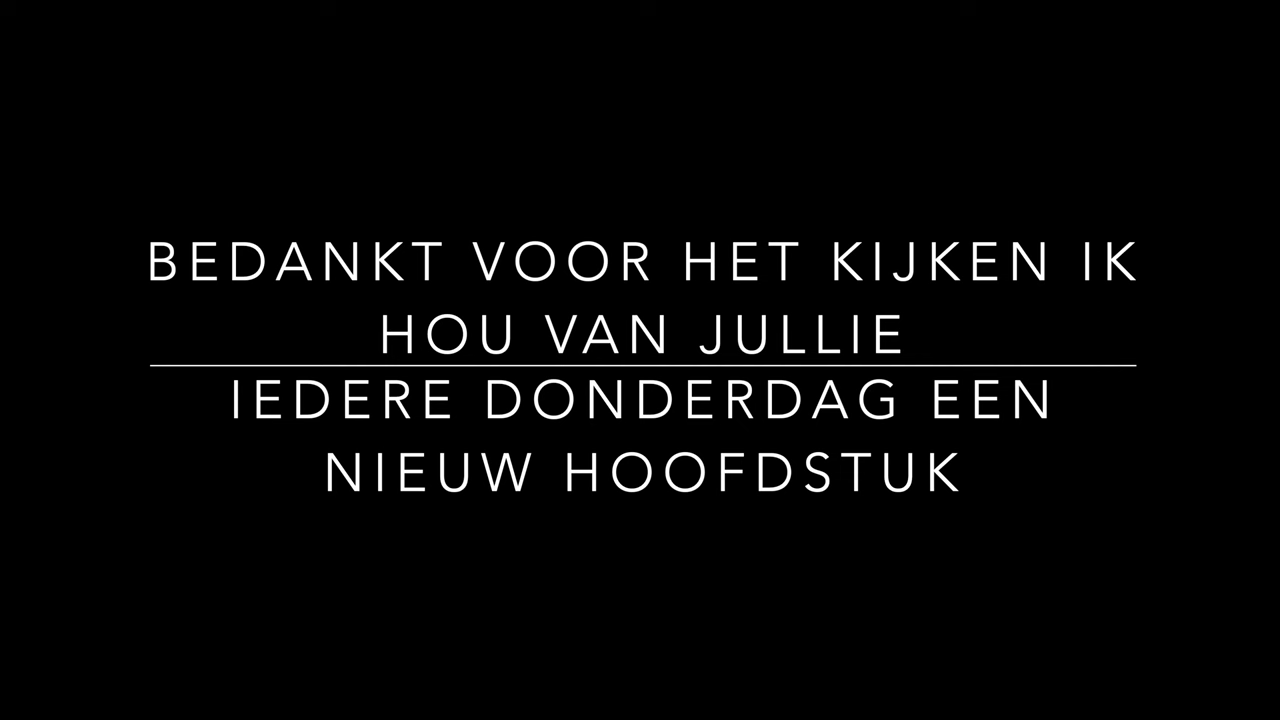 BEDANKT VOOR HET KIJKEN IK
HOU VAN JULLIE
IEDERE DONDERDAG EEN
NIEUW HOOFDSTUK